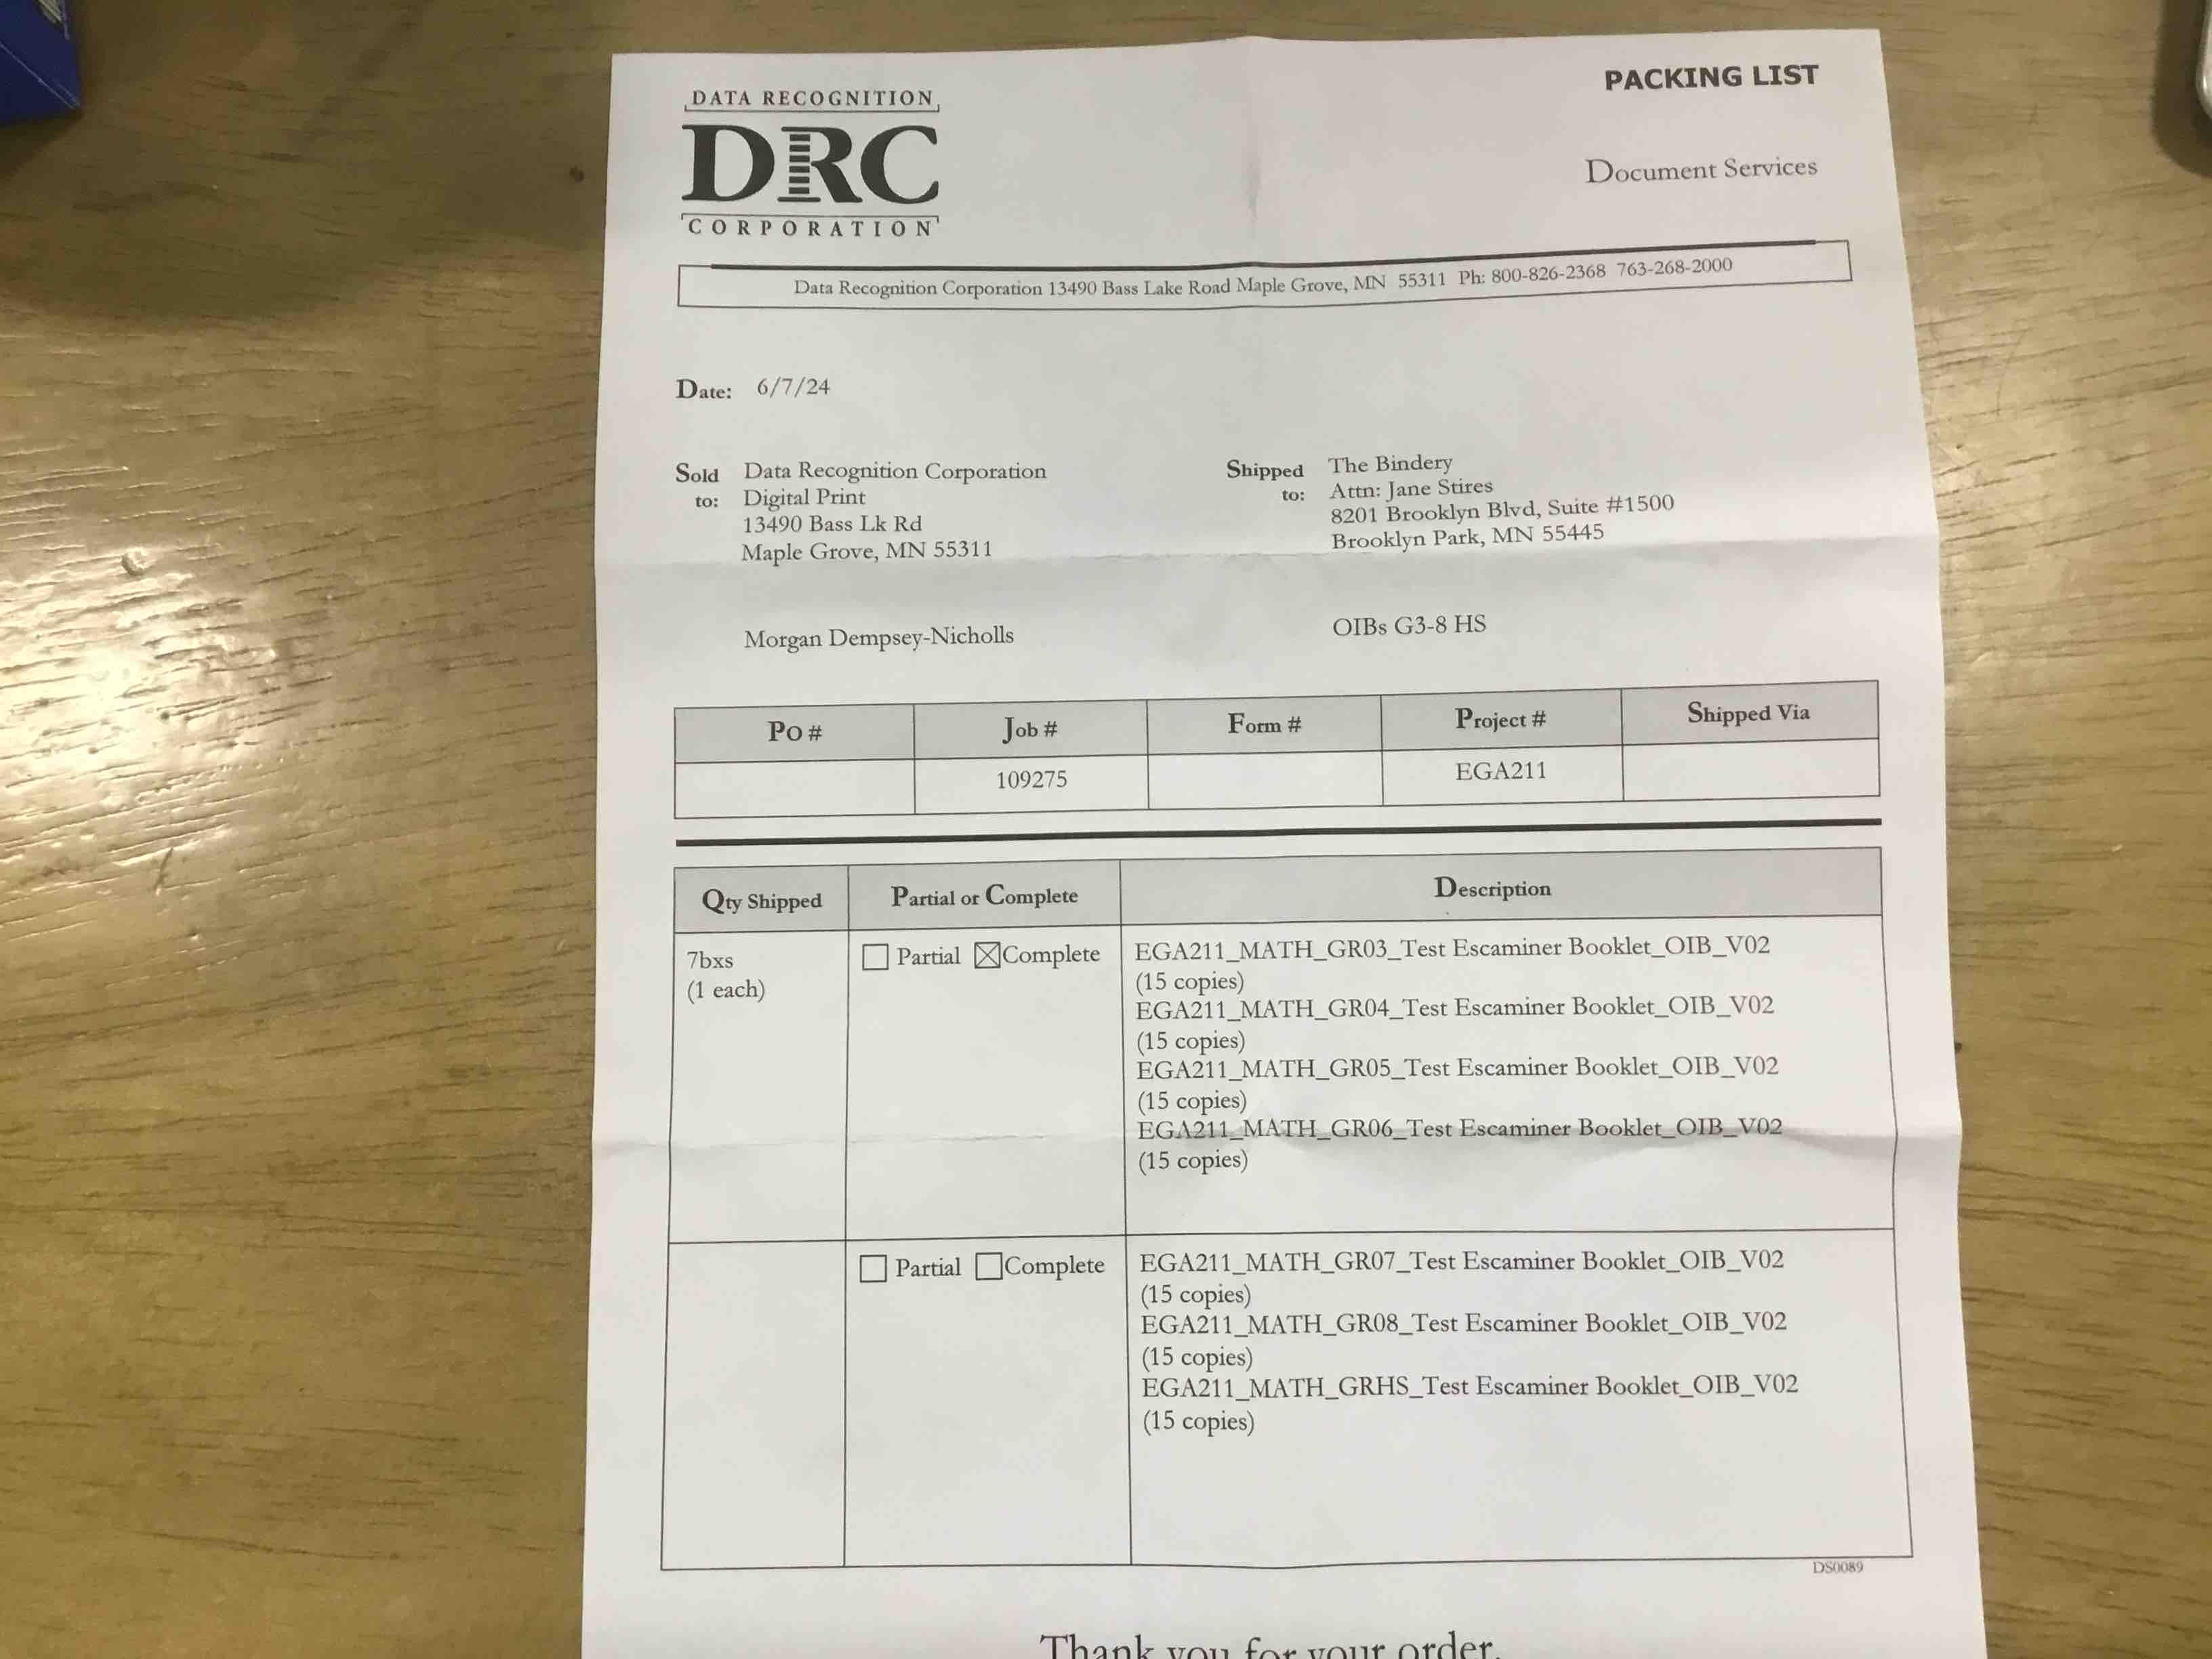 PACKING LIST
DATA RECOGNITION
DRC
CORPORATION
Document Services
Data Recognition Corporation 13490 Bass Lake Road Maple Grove, MN 55311 Ph: 800-826-2368 763-268-2000
Date: 6/7/24
Sold to: Data Recognition Corporation
Digital Print
13490 Bass Lk Rd
Maple Grove, MN 55311
Shipped to: The Bindery
Attn: Jane Stires
8201 Brooklyn Blvd, Suite #1500
Brooklyn Park, MN 55445
Morgan Dempsey-Nicholls
OIBs G3-8 HS
Po # Job # Form # Project # Shipped Via
109275 EGA211
Qty Shipped Partial or Complete Description
7bxs
(1 each)
Partial Complete
EGA211_MATH_GR03_Test Escaminer Booklet_OIB_V02
(15 copies)
EGA211_MATH_GR04_Test Escaminer Booklet_OIB_V02
(15 copies)
EGA211_MATH_GR05_Test Escaminer Booklet_OIB_V02
(15 copies)
EGA211_MATH_GR06_Test Escaminer Booklet_OIB_V02
(15 copies)
Partial Complete
EGA211_MATH_GR07_Test Escaminer Booklet_OIB_V02
(15 copies)
EGA211_MATH_GR08_Test Escaminer Booklet_OIB_V02
(15 copies)
EGA211_MATH_GRHS_Test Escaminer Booklet_OIB_V02
(15 copies)
DS0089
Thank you for your order.